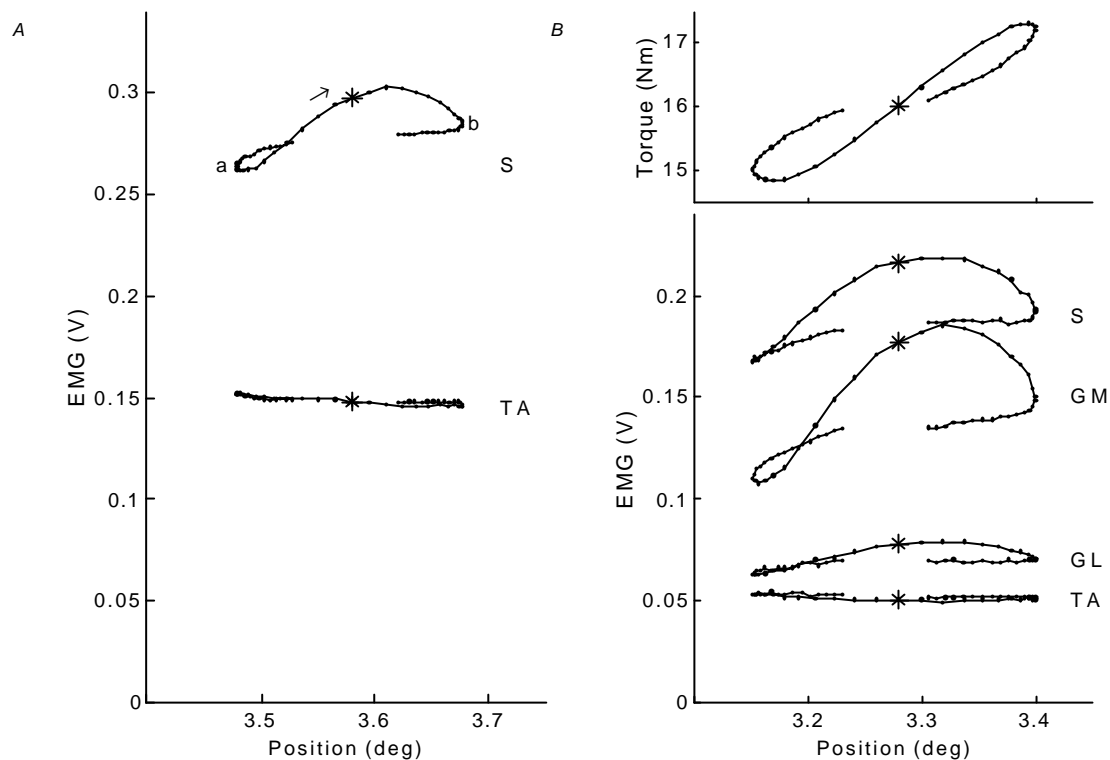 A
EMG (V)
0.3
0.25
0.2
0.15
0.1
0.05
0
a
b
S
TA
3.5
3.6
3.7
Position (deg)
B
Torque (Nm)
17
16
15
EMG (V)
0.2
0.15
0.1
0.05
0
S
GM
GL
TA
3.2
3.3
3.4
Position (deg)